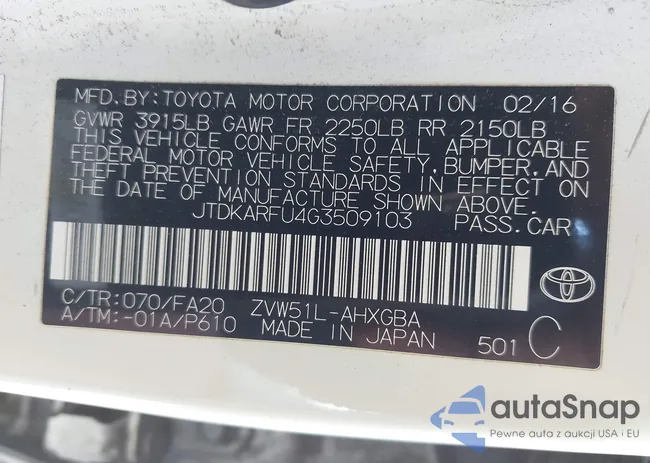 MFD.BY:TOYOTA MOTOR CORPORATION 02/16
GVWR 3915LB GAWR FR 2250LB RR 2150LB
THIS VEHICLE CONFORMS TO ALL APPLICABLE
FEDERAL MOTOR VEHICLE SAFETY,BUMPER,AND
THEFT PREVENTION STANDARDS IN EFFECT ON
THE DATE OF MANUFACTURE SHOWN ABOVE.
JTDKARFU4G3509103 PASS.CAR
C/TR:070/FA20 ZVW51L-AHXGBA
A/TM:-01A/P610 MADE IN JAPAN 501 C
autaSnap
Pewne auta z aukcji USA i EU